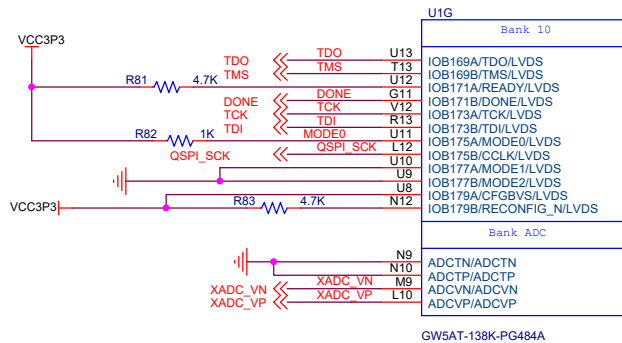 U1G
Bank 10
VCC3P3
TDO TDO U13 IOB169A/TDO/LVDS
TMS TMS T13 IOB169B/TMS/LVDS
R81 4.7K U12 IOB171A/READY/LVDS
DONE DONE G11 IOB171B/DONE/LVDS
TCK TCK V12 IOB173A/TCK/LVDS
TDI TDI R13 IOB173B/TDI/LVDS
R82 1K MODE0 U11 IOB175A/MODE0/LVDS
QSPI_SCK QSPI_SCK L12 IOB175B/CCLK/LVDS
U10 IOB177A/MODE1/LVDS
U9 IOB177B/MODE2/LVDS
U8 IOB179A/CFGBVS/LVDS
VCC3P3 R83 4.7K N12 IOB179B/RECONFIG_N/LVDS
Bank ADC
N9 ADCTN/ADCTN
N10 ADCTP/ADCTP
XADC_VN XADC_VN M9 ADCVN/ADCVN
XADC_VP XADC_VP L10 ADCVP/ADCVP
GW5AT-138K-PG484A